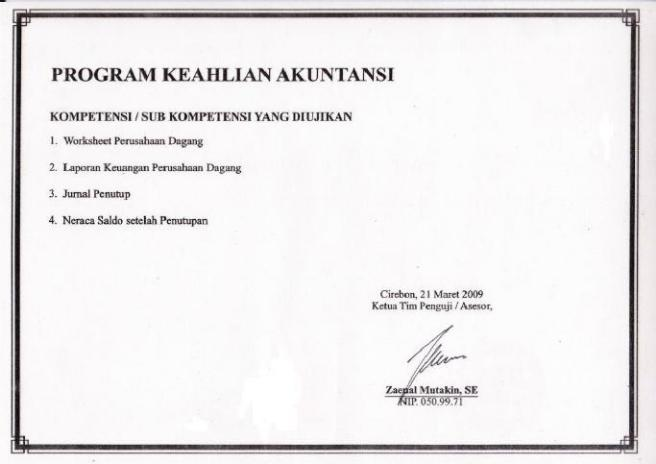 PROGRAM KEAHLIAN AKUNTANSI
KOMPETENSI / SUB KOMPETENSI YANG DIUJIKAN
1. Worksheet Perusahaan Dagang
2. Laporan Keuangan Perusahaan Dagang
3. Jurnal Penutup
4. Neraca Saldo setelah Penutupan
Cirebon, 21 Maret 2009
Ketua Tim Penguji / Asesor,
Zaenal Mutakin, SE
NIP. 050.99.71